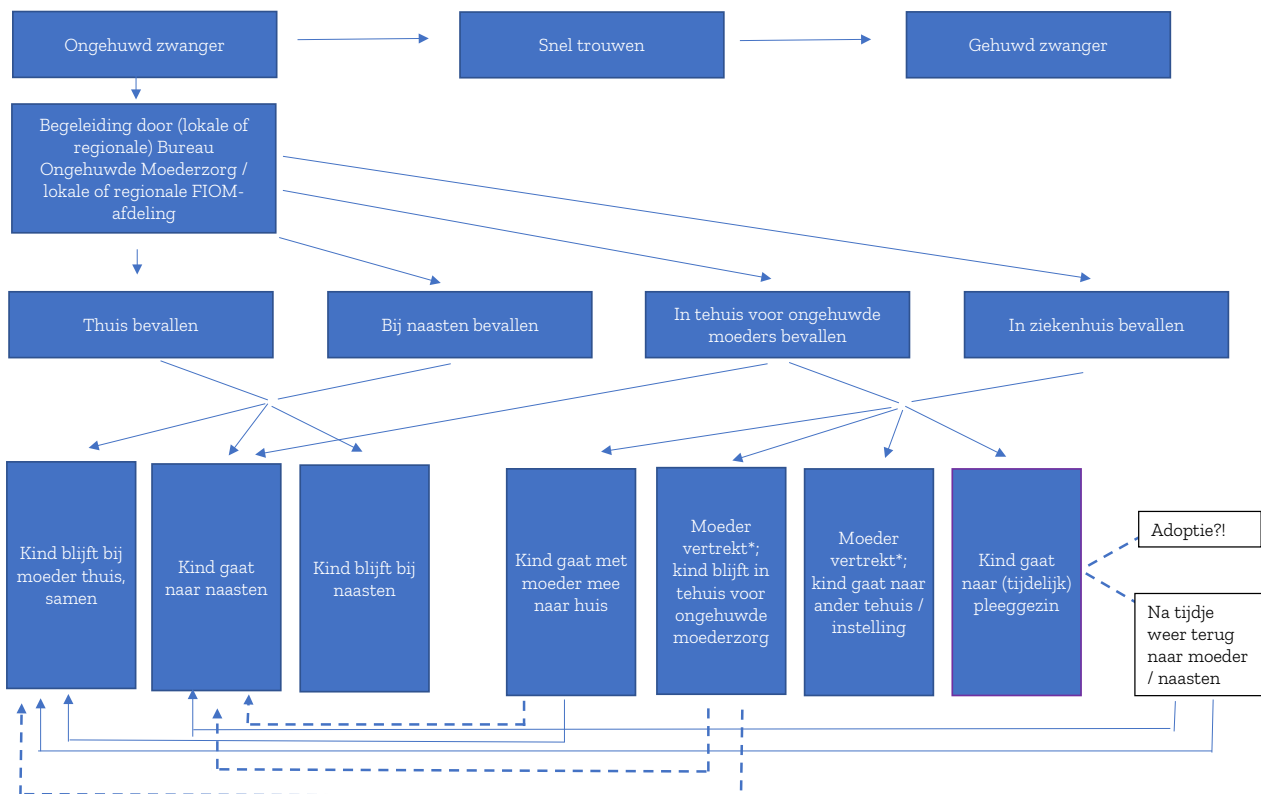 Ongehuwd zwanger
Snel trouwen
Gehuwd zwanger
Begeleiding door (lokale of
regionale) Bureau
Ongehuwde Moederzorg /
lokale of regionale FIOM-
afdeling
Thuis bevallen
Bij naasten bevallen
In tehuis voor ongehuwde
moeders bevallen
In ziekenhuis bevallen
Kind blijft bij
moeder thuis,
samen
Kind gaat
naar naasten
Kind blijft bij
naasten
Kind gaat met
moeder mee
naar huis
Moeder
vertrekt*;
kind blijft in
tehuis voor
ongehuwde
moederzorg
Moeder
vertrekt*;
kind gaat naar
ander tehuis /
instelling
Kind gaat
naar (tijdelijk)
pleeggezin
Adoptie?!
Na tijdje
weer terug
naar moeder
/ naasten